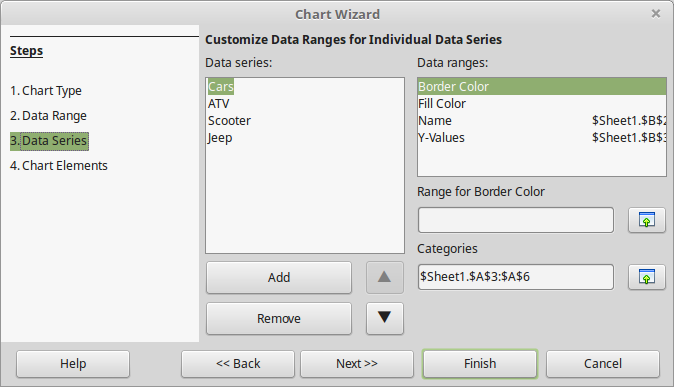 Chart Wizard
Steps
1. Chart Type
2. Data Range
3. Data Series
4. Chart Elements
Customize Data Ranges for Individual Data Series
Data series:
Cars
ATV
Scooter
Jeep
Add
Remove
Data ranges:
Border Color
Fill Color
Name $Sheet1.$B$2
Y-Values $Sheet1.$B$3
Range for Border Color
Categories
$Sheet1.$A$3:$A$6
Help
<< Back
Next >>
Finish
Cancel